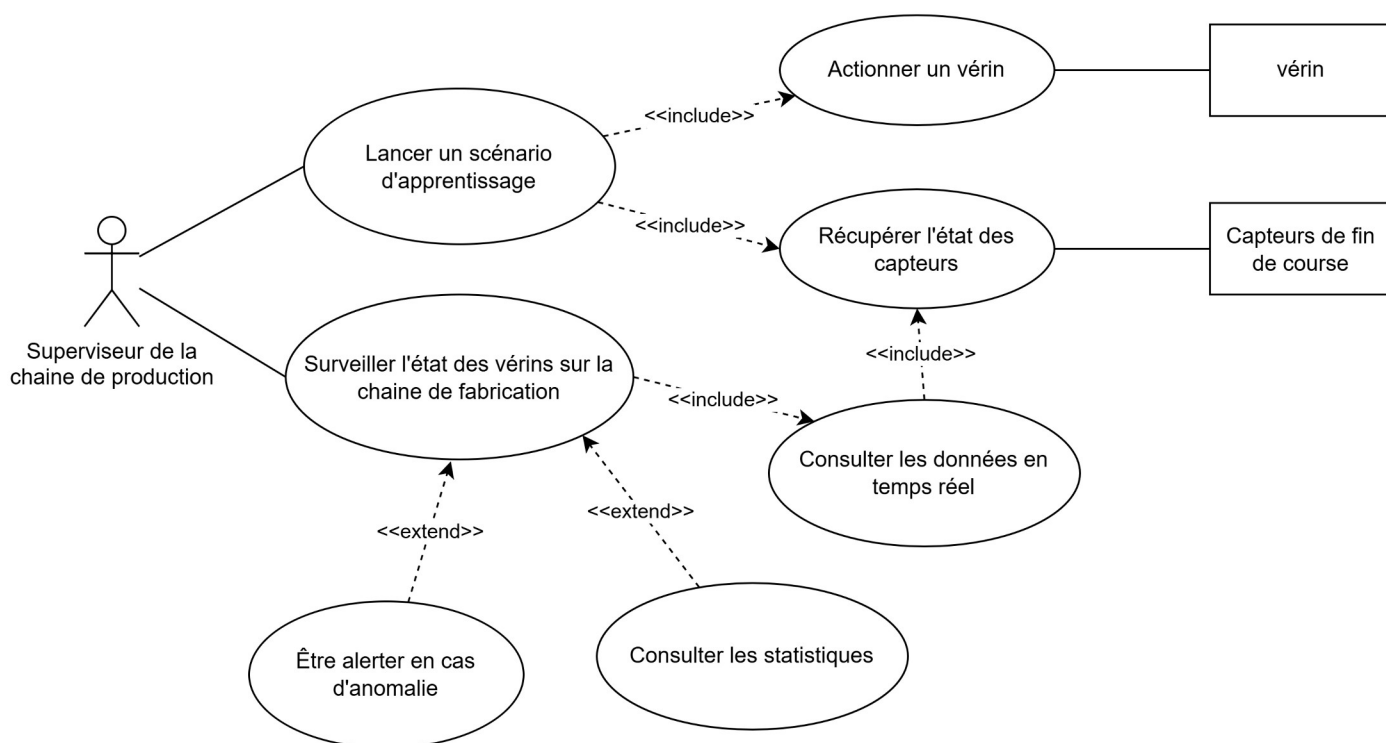 Actionner un vérin
vérin
<<include>>
Lancer un scénario
d'apprentissage
<<include>>
Récupérer l'état des
capteurs
Capteurs de fin
de course
Superviseur de la
chaine de production
Surveiller l'état des vérins sur la
chaine de fabrication
<<include>>
<<include>>
Consulter les données en
temps réel
<<extend>>
<<extend>>
Être alerter en cas
d'anomalie
Consulter les statistiques